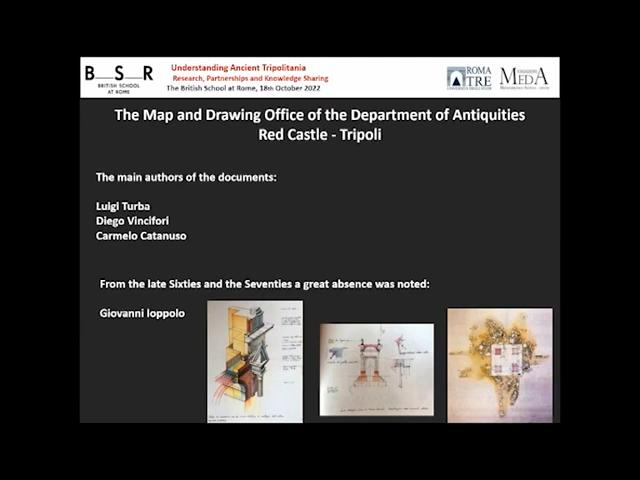 B S R
BRITISH SCHOOL
AT ROME
Understanding Ancient Tripolitania
Research, Partnerships and Knowledge Sharing
The British School at Rome, 18th October 2022
ROMA
TRE
MEDA
The Map and Drawing Office of the Department of Antiquities
Red Castle - Tripoli
The main authors of the documents:
Luigi Turba
Diego Vincifori
Carmelo Catanuso
From the late Sixties and the Seventies a great absence was noted:
Giovanni Ioppolo